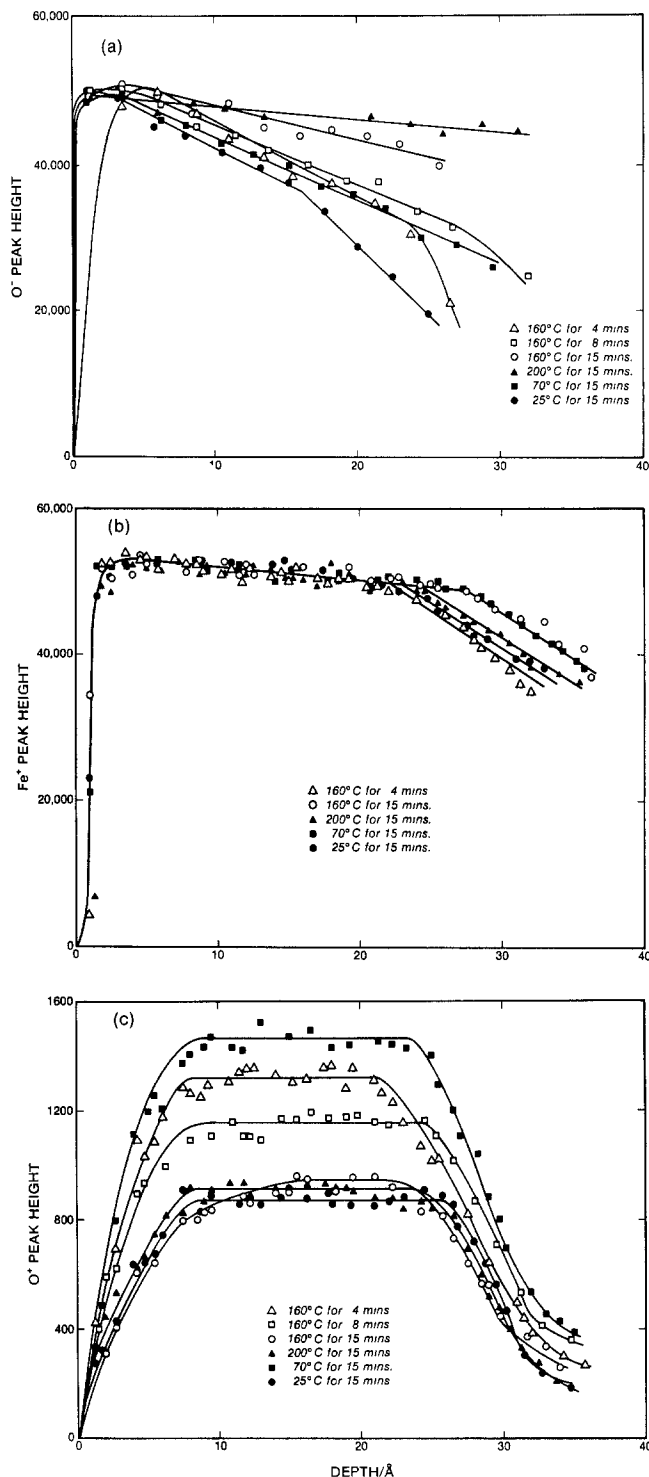 (a)
60,000
40,000
20,000
0
O⁻ PEAK HEIGHT
160°C for 4 mins
160°C for 8 mins
160°C for 15 mins.
200°C for 15 mins.
70°C for 15 mins
25°C for 15 mins
0
10
20
30
40
(b)
60,000
40,000
20,000
0
Fe⁺ PEAK HEIGHT
160°C for 4 mins
160°C for 15 mins.
200°C for 15 mins.
70°C for 15 mins.
25°C for 15 mins.
0
10
20
30
40
(c)
1600
1200
800
400
0
O⁺ PEAK HEIGHT
160°C for 4 mins
160°C for 8 mins
160°C for 15 mins
200°C for 15 mins
70°C for 15 mins.
25°C for 15 mins
0
10
20
30
40
DEPTH/Å